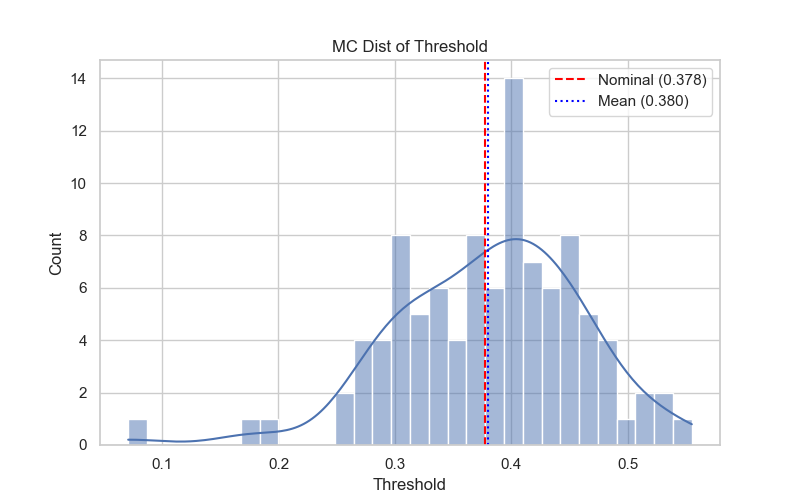 MC Dist of Threshold
Nominal (0.378)
Mean (0.380)
14
12
10
8
6
4
2
0
Count
0.1 0.2 0.3 0.4 0.5
Threshold